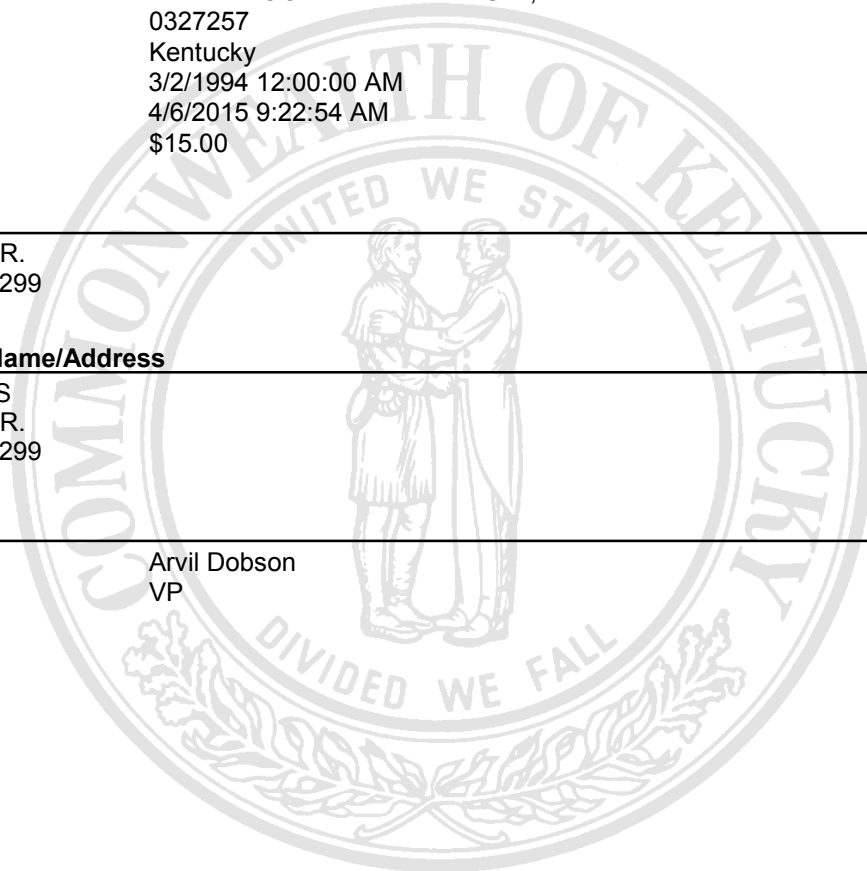 0327257
Kentucky
3/2/1994 12:00:00 AM
4/6/2015 9:22:54 AM
$15.00
COMMONWEALTH OF KENTUCKY
UNITED WE STAND
R.
299
Name/Address
S
R.
299
Arvil Dobson
VP
DIVIDED WE FALL